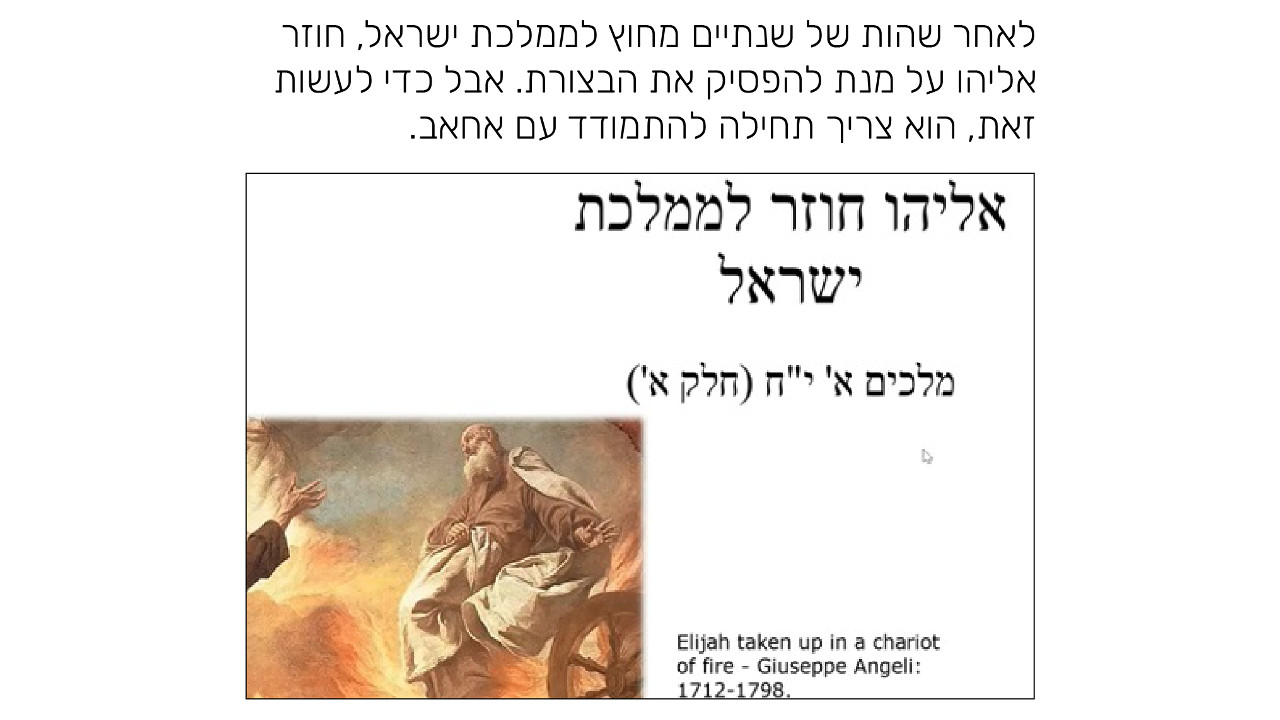 לאחר שהות של שנתיים מחוץ לממלכת ישראל, חוזר
אליהו על מנת להפסיק את הבצורת. אבל כדי לעשות
זאת, הוא צריך תחילה להתמודד עם אחאב.
אליהו חוזר לממלכת
ישראל
מלכים א' י"ח (חלק א')
Elijah taken up in a chariot
of fire - Giuseppe Angeli:
1712-1798.